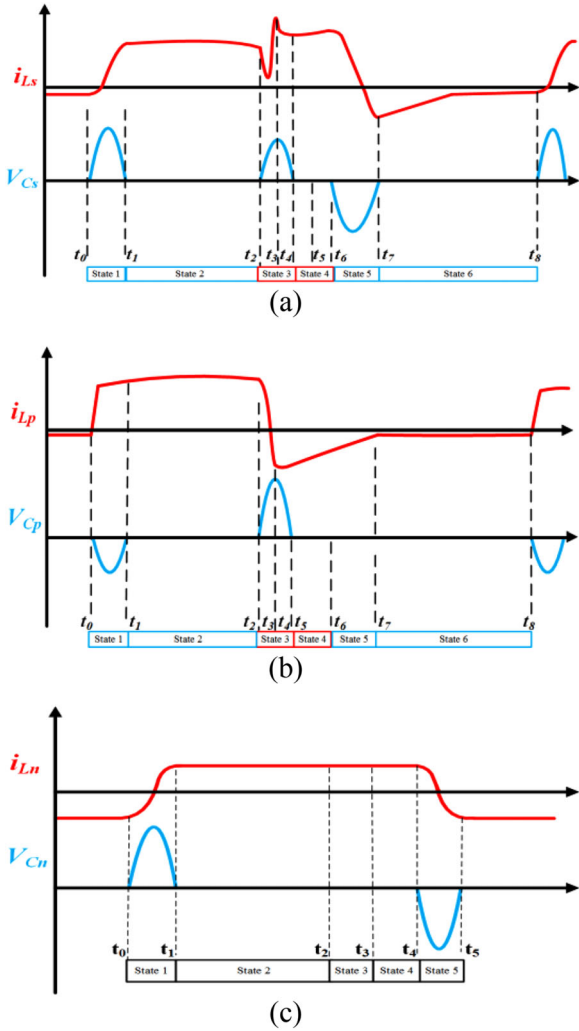 iLs
VCs
t0 t1 t2 t3 t4 t5 t6 t7 t8
State 1 State 2 State 3 State 4 State 5 State 6
(a)
iLp
VCp
t0 t1 t2 t3 t4 t5 t6 t7 t8
State 1 State 2 State 3 State 4 State 5 State 6
(b)
iLn
VCn
t0 t1 t2 t3 t4 t5
State 1 State 2 State 3 State 4 State 5
(c)